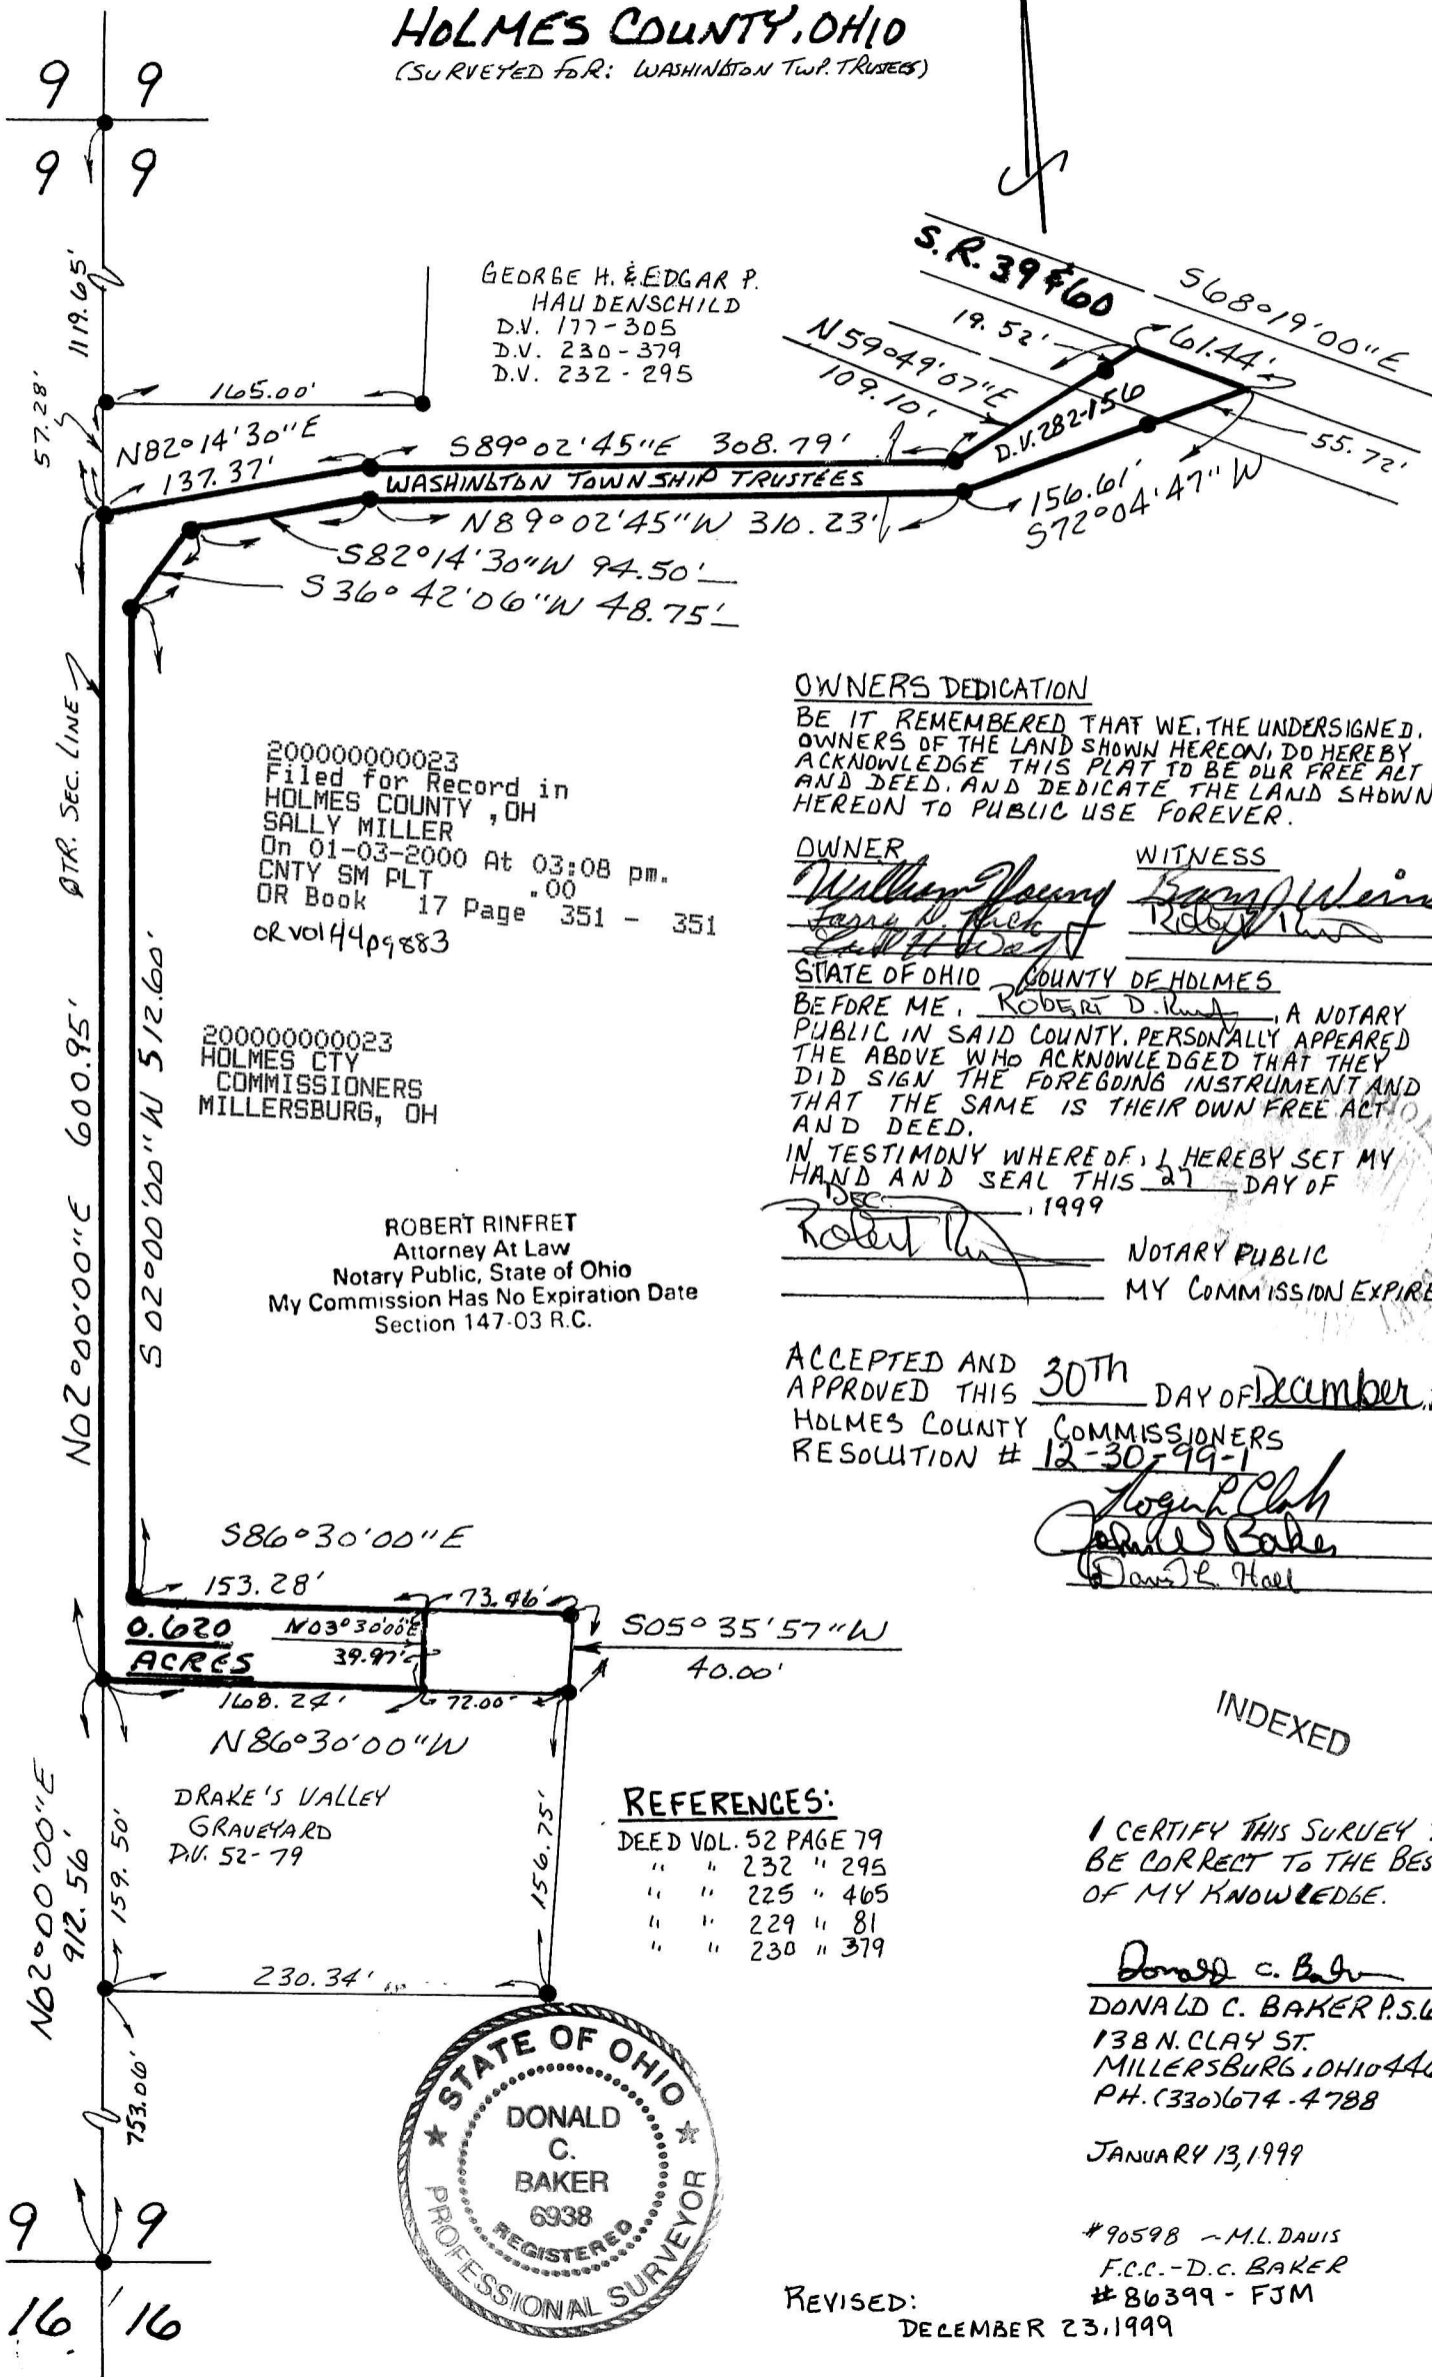 HOLMES COUNTY, OHIO
(SURVEYED FOR: WASHINGTON TWP. TRUSTEES)
9 9
9 9
119.65'
57.28'
165.00'
GEORGE H. & EDGAR P.
HAUDENSCHILD
D.V. 177-305
D.V. 230-379
D.V. 232-295
S.R. 39 & 60
S68°19'00"E
19.52'
61.44'
N59°49'07"E
109.10'
D.V. 282-156
55.72'
156.61'
S72°04'47"W
N82°14'30"E
137.37'
S89°02'45"E 308.79'
WASHINGTON TOWNSHIP TRUSTEES
N89°02'45"W 310.23'
S82°14'30"W 94.50'
S36°42'06"W 48.75'
QTR. SEC. LINE
N02°00'00"E 600.95'
S02°00'00"W 512.60'
200000000023
Filed for Record in
HOLMES COUNTY ,OH
SALLY MILLER
On 01-03-2000 At 03:08 pm.
CNTY SM PLT .00
OR Book 17 Page 351 - 351
OR Vol 44 Pg 883
200000000023
HOLMES CTY
COMMISSIONERS
MILLERSBURG, OH
ROBERT RINFRET
Attorney At Law
Notary Public, State of Ohio
My Commission Has No Expiration Date
Section 147-03 R.C.
OWNERS DEDICATION
BE IT REMEMBERED THAT WE, THE UNDERSIGNED,
OWNERS OF THE LAND SHOWN HEREON, DO HEREBY
ACKNOWLEDGE THIS PLAT TO BE OUR FREE ACT
AND DEED, AND DEDICATE THE LAND SHOWN
HEREON TO PUBLIC USE FOREVER.
OWNER WITNESS
William Young
STATE OF OHIO COUNTY OF HOLMES
BEFORE ME, ROBERT D. , A NOTARY
PUBLIC IN SAID COUNTY, PERSONALLY APPEARED
THE ABOVE WHO ACKNOWLEDGED THAT THEY
DID SIGN THE FOREGOING INSTRUMENT AND
THAT THE SAME IS THEIR OWN FREE ACT
AND DEED.
IN TESTIMONY WHEREOF, I HEREBY SET MY
HAND AND SEAL THIS 27 DAY OF
DEC. , 1999
Robert
NOTARY PUBLIC
MY COMMISSION EXPIRE
ACCEPTED AND
APPROVED THIS 30Th DAY OF December
HOLMES COUNTY COMMISSIONERS
RESOLUTION # 12-30-99-1
Roger L Clark
John W Baker
David L. Hall
S86°30'00"E
153.28'
73.46'
0.620
ACRES
N03°30'00"E
39.97'
S05°35'57"W
40.00'
168.24'
72.00'
N86°30'00"W
DRAKE'S VALLEY
GRAVEYARD
D.V. 52-79
N02°00'00"E
912.56'
159.50'
156.75'
230.34'
753.06'
REFERENCES:
DEED VOL. 52 PAGE 79
" " 232 " 295
" " 225 " 465
" " 229 " 81
" " 230 " 379
INDEXED
I CERTIFY THIS SURVEY
BE CORRECT TO THE BES
OF MY KNOWLEDGE.
Donald C. Baker
DONALD C. BAKER P.S.6
138 N. CLAY ST.
MILLERSBURG, OHIO 446
PH. (330)674-4788
JANUARY 13, 1999
STATE OF OHIO
DONALD
C.
BAKER
6938
REGISTERED
PROFESSIONAL SURVEYOR
9 9
16 16
#90598 - M.L. DAVIS
F.C.C. - D.C. BAKER
#86399 - FJM
REVISED:
DECEMBER 23, 1999